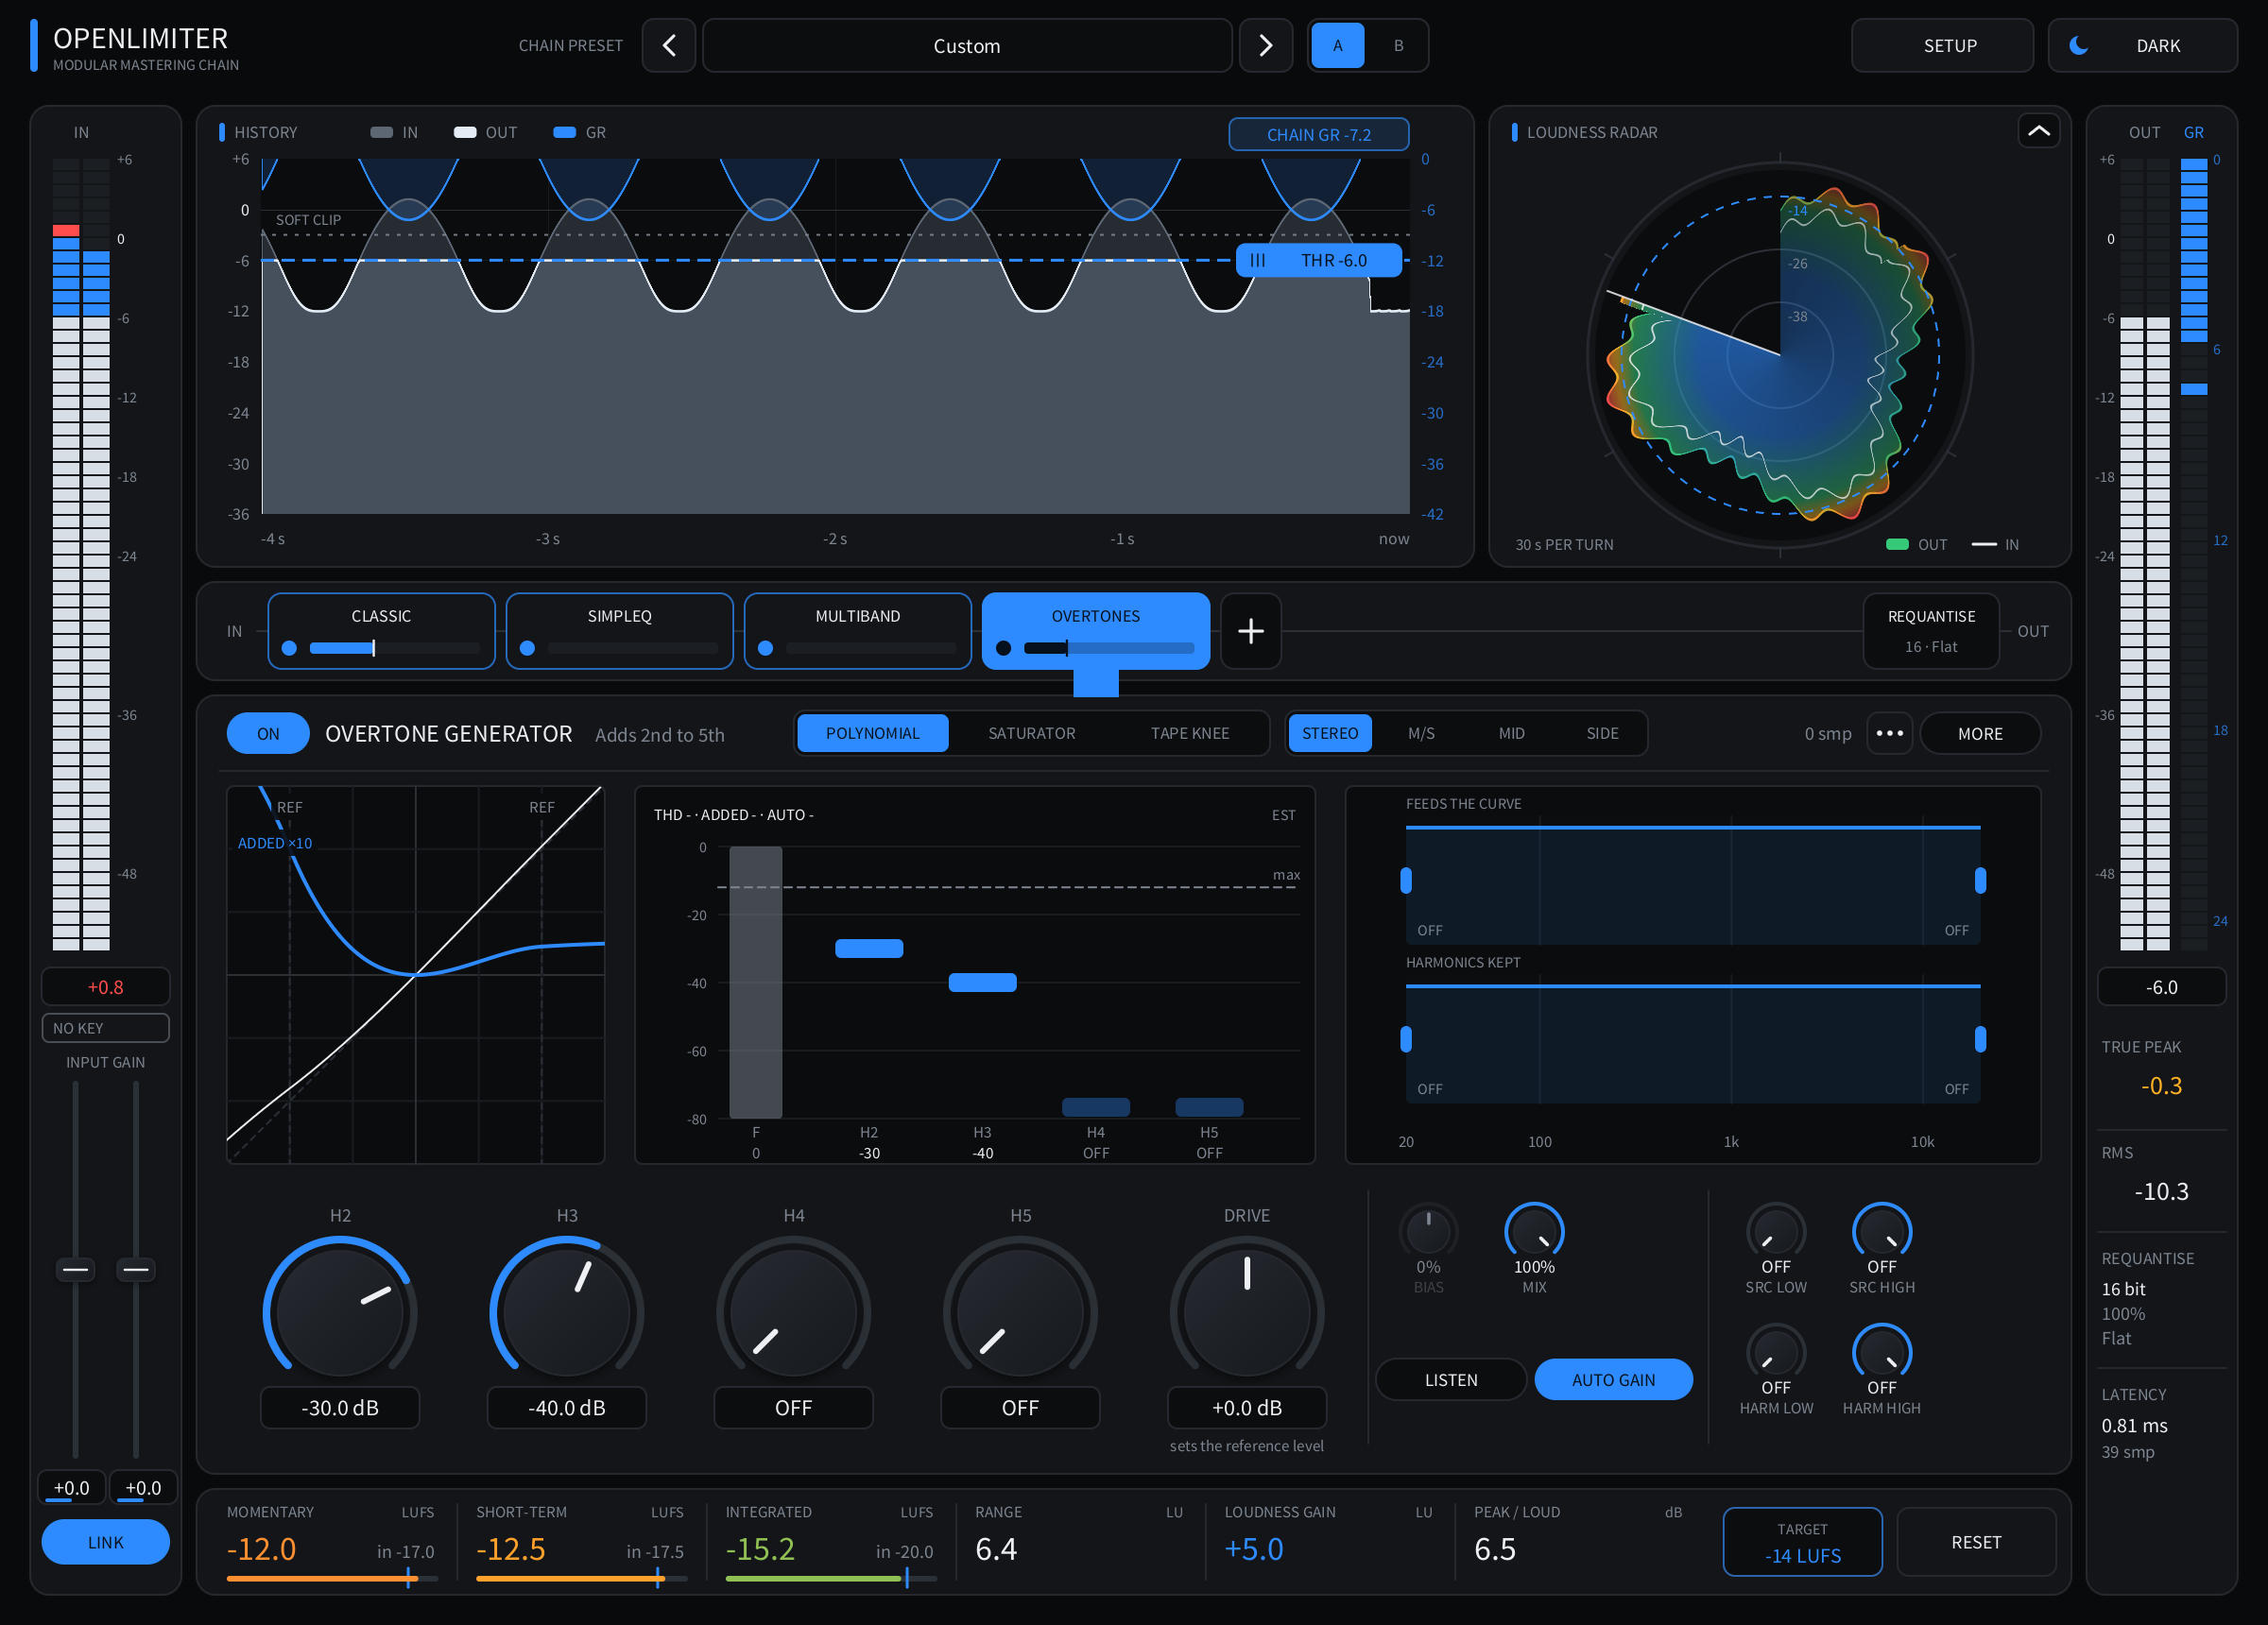 OPENLIMITER
MODULAR MASTERING CHAIN
CHAIN PRESET
Custom
A B
SETUP
DARK
IN
+6
0
-6
-12
-18
-24
-36
-48
+0.8
NO KEY
INPUT GAIN
+0.0 +0.0
LINK
HISTORY IN OUT GR
CHAIN GR -7.2
+6 0
0 -6
SOFT CLIP
-6 THR -6.0 -12
-12 -18
-18 -24
-24 -30
-30 -36
-36 -42
-4 s -3 s -2 s -1 s now
LOUDNESS RADAR
-14
-26
-38
30 s PER TURN OUT IN
IN
CLASSIC
SIMPLEQ
MULTIBAND
OVERTONES
REQUANTISE
16 · Flat
OUT
ON OVERTONE GENERATOR Adds 2nd to 5th
POLYNOMIAL SATURATOR TAPE KNEE
STEREO M/S MID SIDE
0 smp MORE
REF REF
ADDED ×10
THD - · ADDED - · AUTO - EST
0
max
-20
-40
-60
-80
F H2 H3 H4 H5
0 -30 -40 OFF OFF
FEEDS THE CURVE
OFF OFF
HARMONICS KEPT
OFF OFF
20 100 1k 10k
H2 H3 H4 H5 DRIVE
-30.0 dB -40.0 dB OFF OFF +0.0 dB
sets the reference level
0% 100%
BIAS MIX
LISTEN AUTO GAIN
OFF OFF
SRC LOW SRC HIGH
OFF OFF
HARM LOW HARM HIGH
MOMENTARY LUFS
-12.0 in -17.0
SHORT-TERM LUFS
-12.5 in -17.5
INTEGRATED LUFS
-15.2 in -20.0
RANGE LU
6.4
LOUDNESS GAIN LU
+5.0
PEAK / LOUD dB
6.5
TARGET
-14 LUFS
RESET
OUT GR
+6 0
0
-6 6
-12
-18 12
-24
-36 18
-48 24
-6.0
TRUE PEAK
-0.3
RMS
-10.3
REQUANTISE
16 bit
100%
Flat
LATENCY
0.81 ms
39 smp